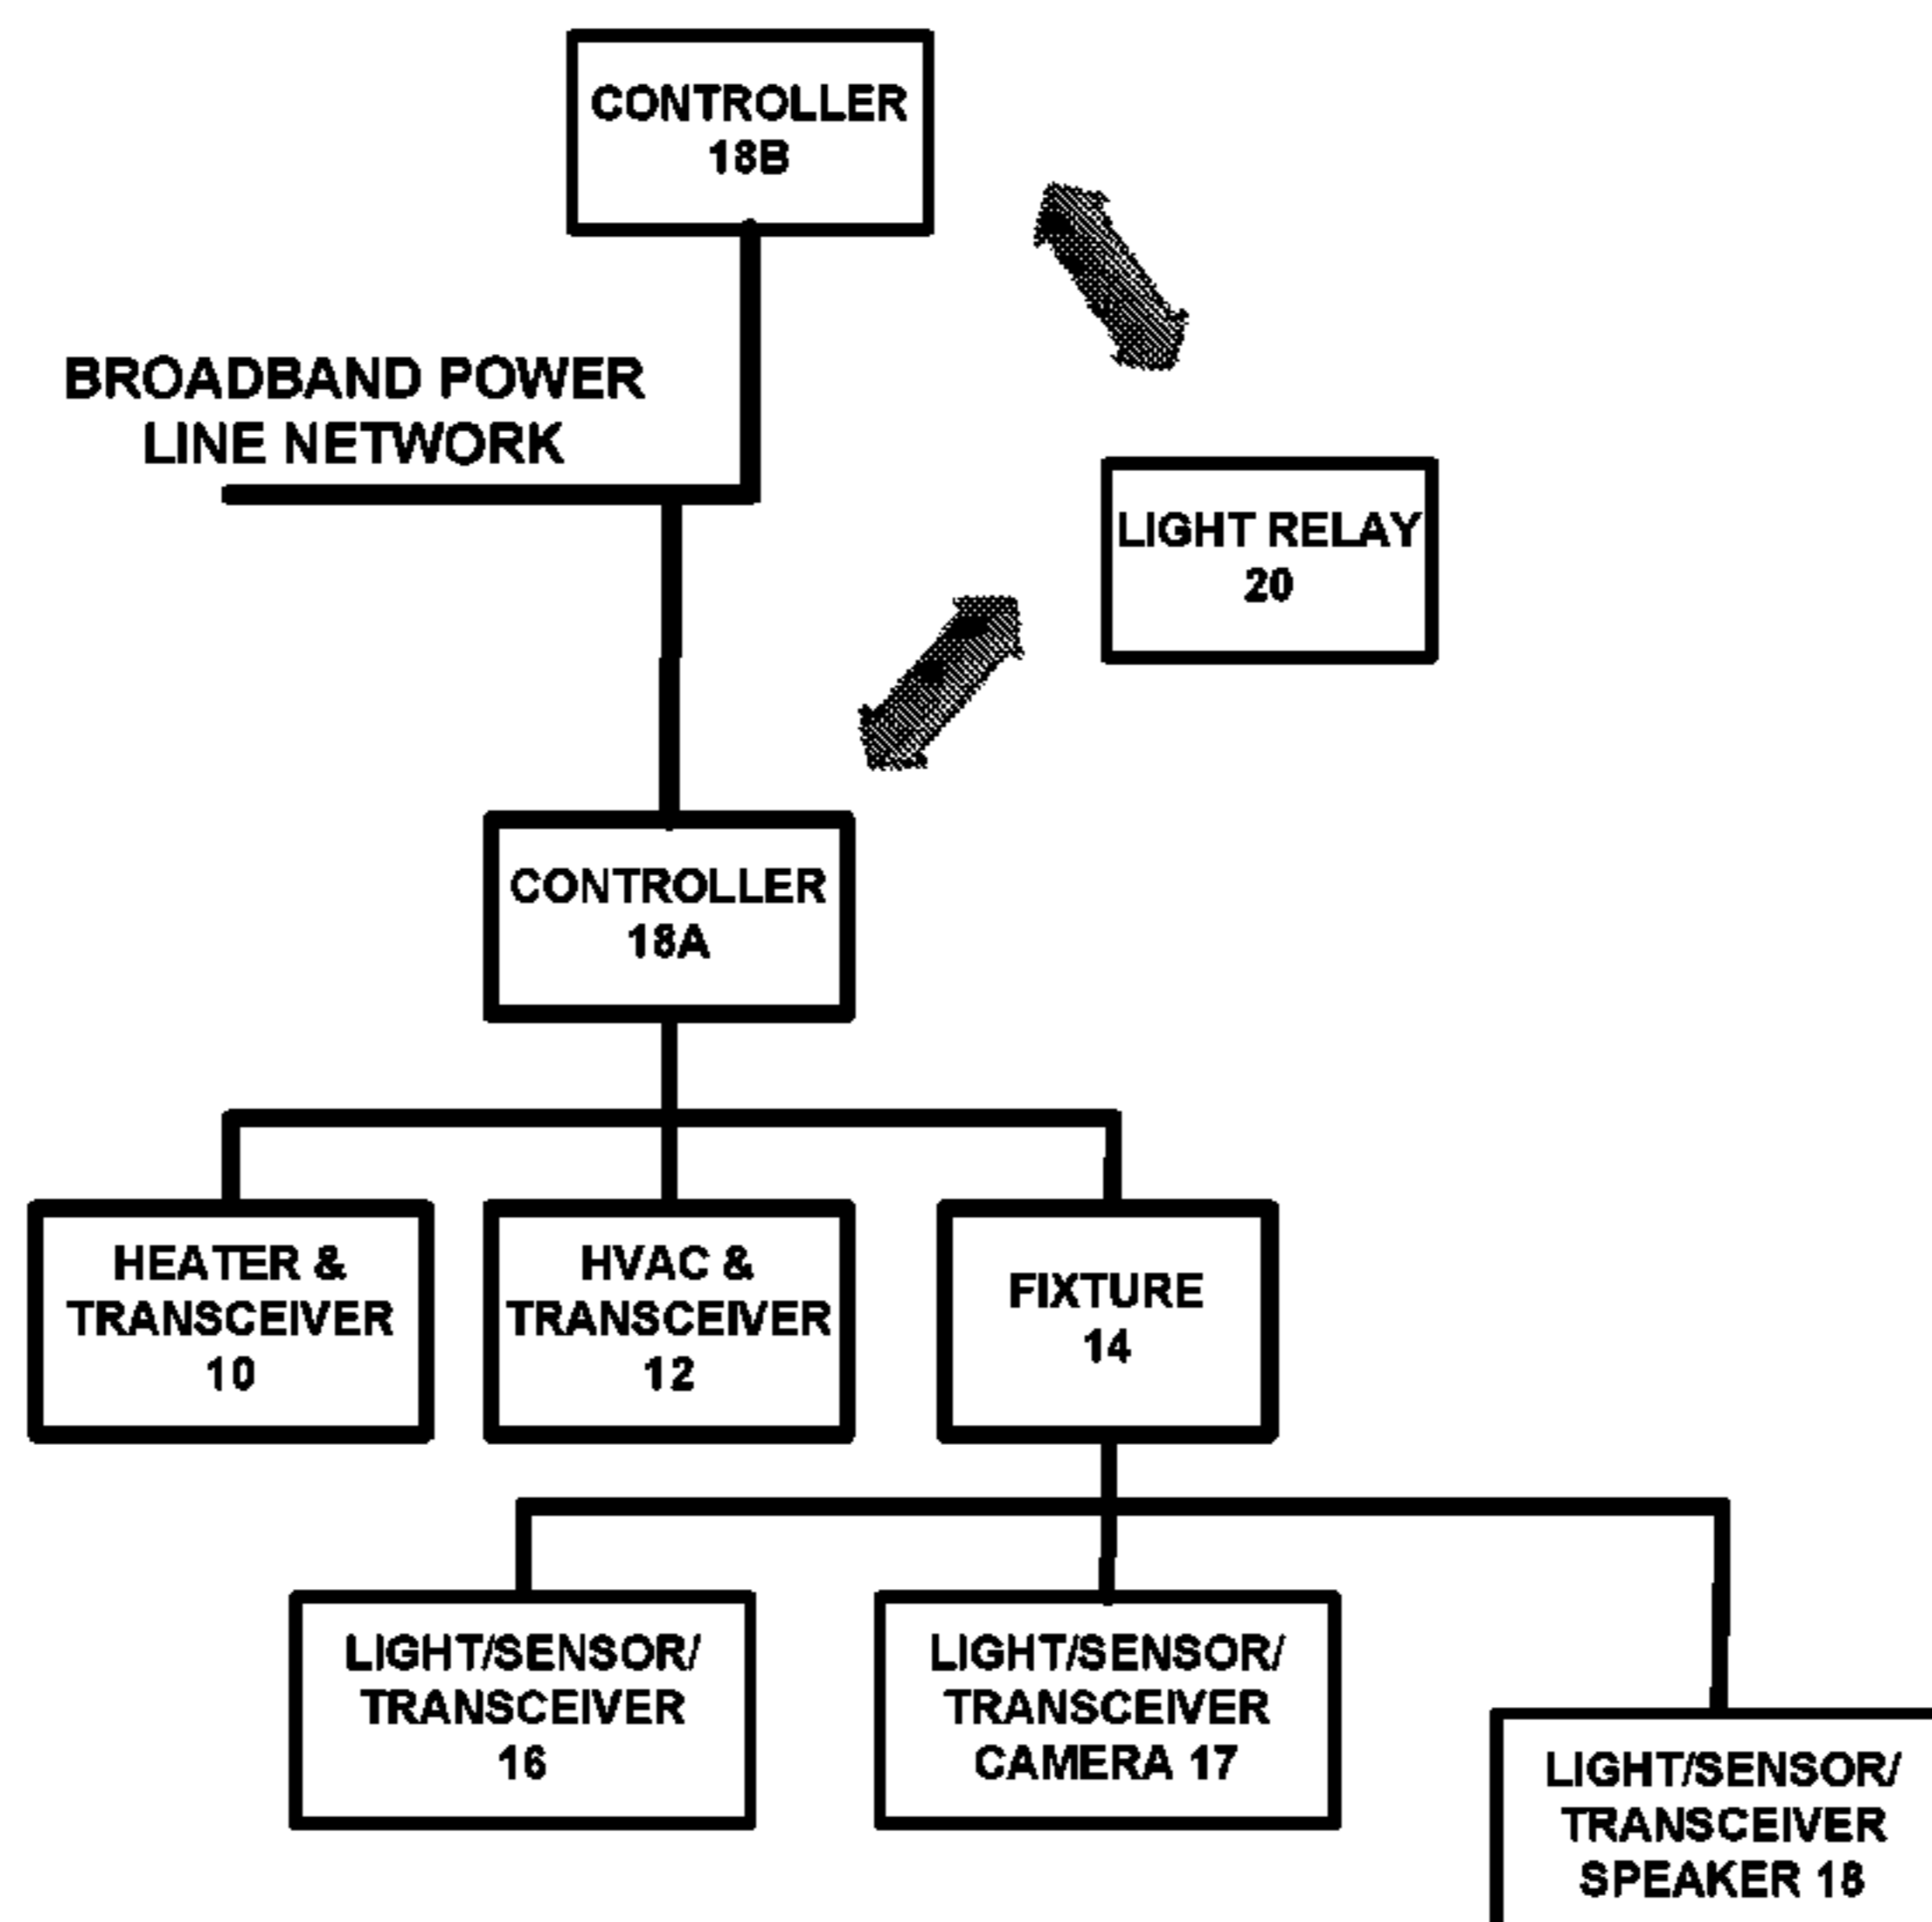 CONTROLLER
18B
BROADBAND POWER
LINE NETWORK
LIGHT RELAY
20
CONTROLLER
18A
HEATER &
TRANSCEIVER
10
HVAC &
TRANSCEIVER
12
FIXTURE
14
LIGHT/SENSOR/
TRANSCEIVER
16
LIGHT/SENSOR/
TRANSCEIVER
CAMERA 17
LIGHT/SENSOR/
TRANSCEIVER
SPEAKER 18